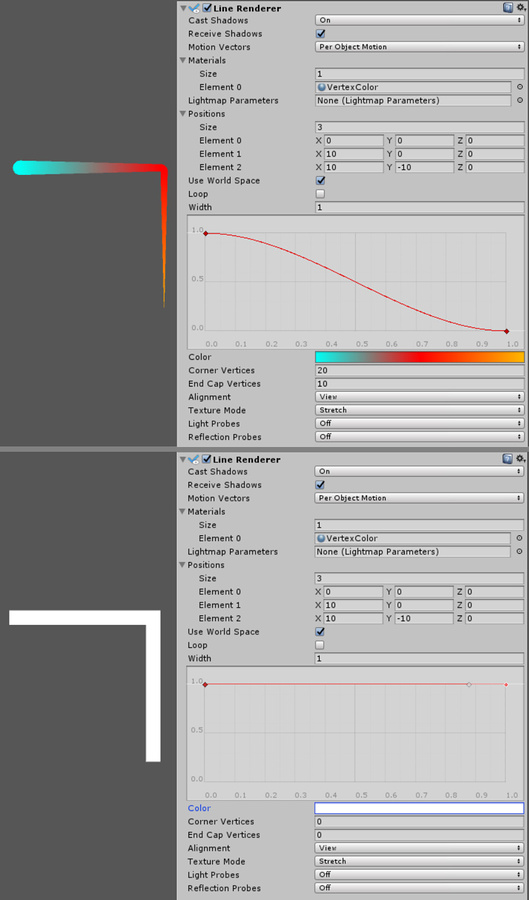 Line Renderer
Cast Shadows On
Receive Shadows
Motion Vectors Per Object Motion
Materials
Size 1
Element 0 VertexColor
Lightmap Parameters None (Lightmap Parameters)
Positions
Size 3
Element 0 X 0 Y 0 Z 0
Element 1 X 10 Y 0 Z 0
Element 2 X 10 Y -10 Z 0
Use World Space
Loop
Width 1
1.0
0.5
0.0
0.0 0.1 0.2 0.3 0.4 0.5 0.6 0.7 0.8 0.9 1.0
Color
Corner Vertices 20
End Cap Vertices 10
Alignment View
Texture Mode Stretch
Light Probes Off
Reflection Probes Off
Line Renderer
Cast Shadows On
Receive Shadows
Motion Vectors Per Object Motion
Materials
Size 1
Element 0 VertexColor
Lightmap Parameters None (Lightmap Parameters)
Positions
Size 3
Element 0 X 0 Y 0 Z 0
Element 1 X 10 Y 0 Z 0
Element 2 X 10 Y -10 Z 0
Use World Space
Loop
Width 1
1.0
0.5
0.0
0.0 0.1 0.2 0.3 0.4 0.5 0.6 0.7 0.8 0.9 1.0
Color
Corner Vertices 0
End Cap Vertices 0
Alignment View
Texture Mode Stretch
Light Probes Off
Reflection Probes Off